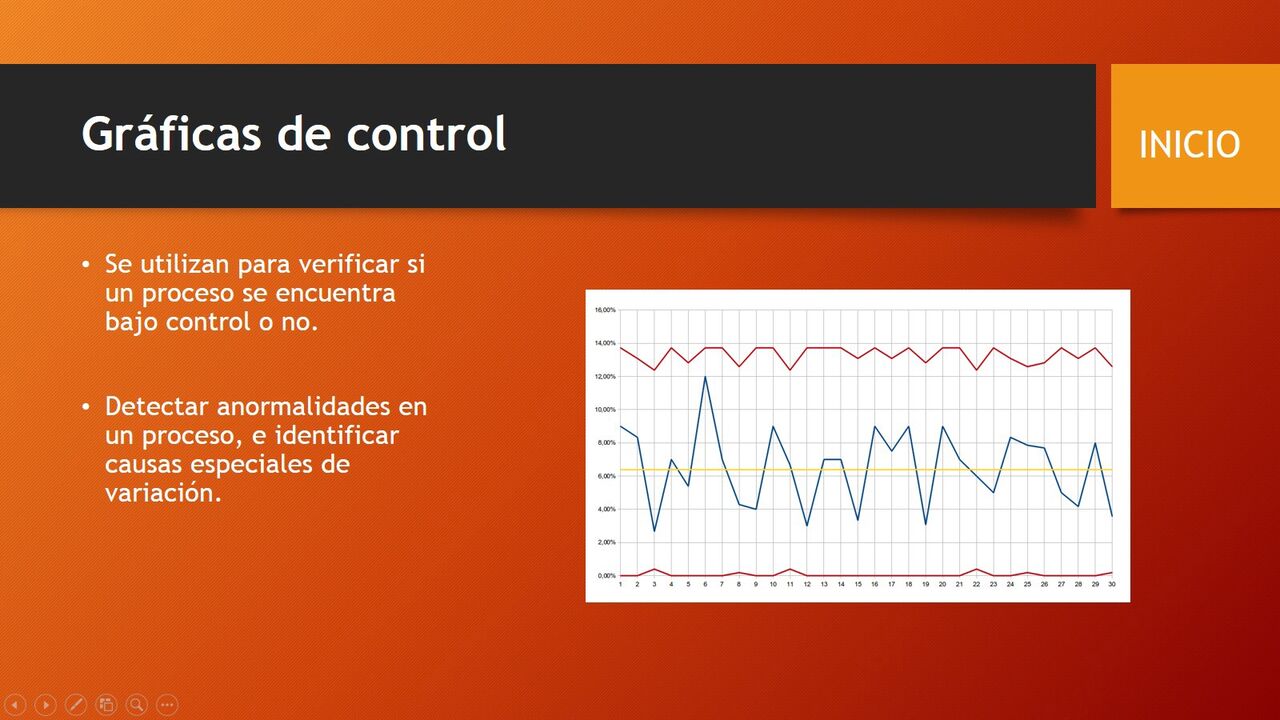 Gráficas de control
INICIO
• Se utilizan para verificar si
un proceso se encuentra
bajo control o no.
• Detectar anormalidades en
un proceso, e identificar
causas especiales de
variación.
16,00%
14,00%
12,00%
10,00%
8,00%
6,00%
4,00%
2,00%
0,00%
1 2 3 4 5 6 7 8 9 10 11 12 13 14 15 16 17 18 19 20 21 22 23 24 25 26 27 28 29 30